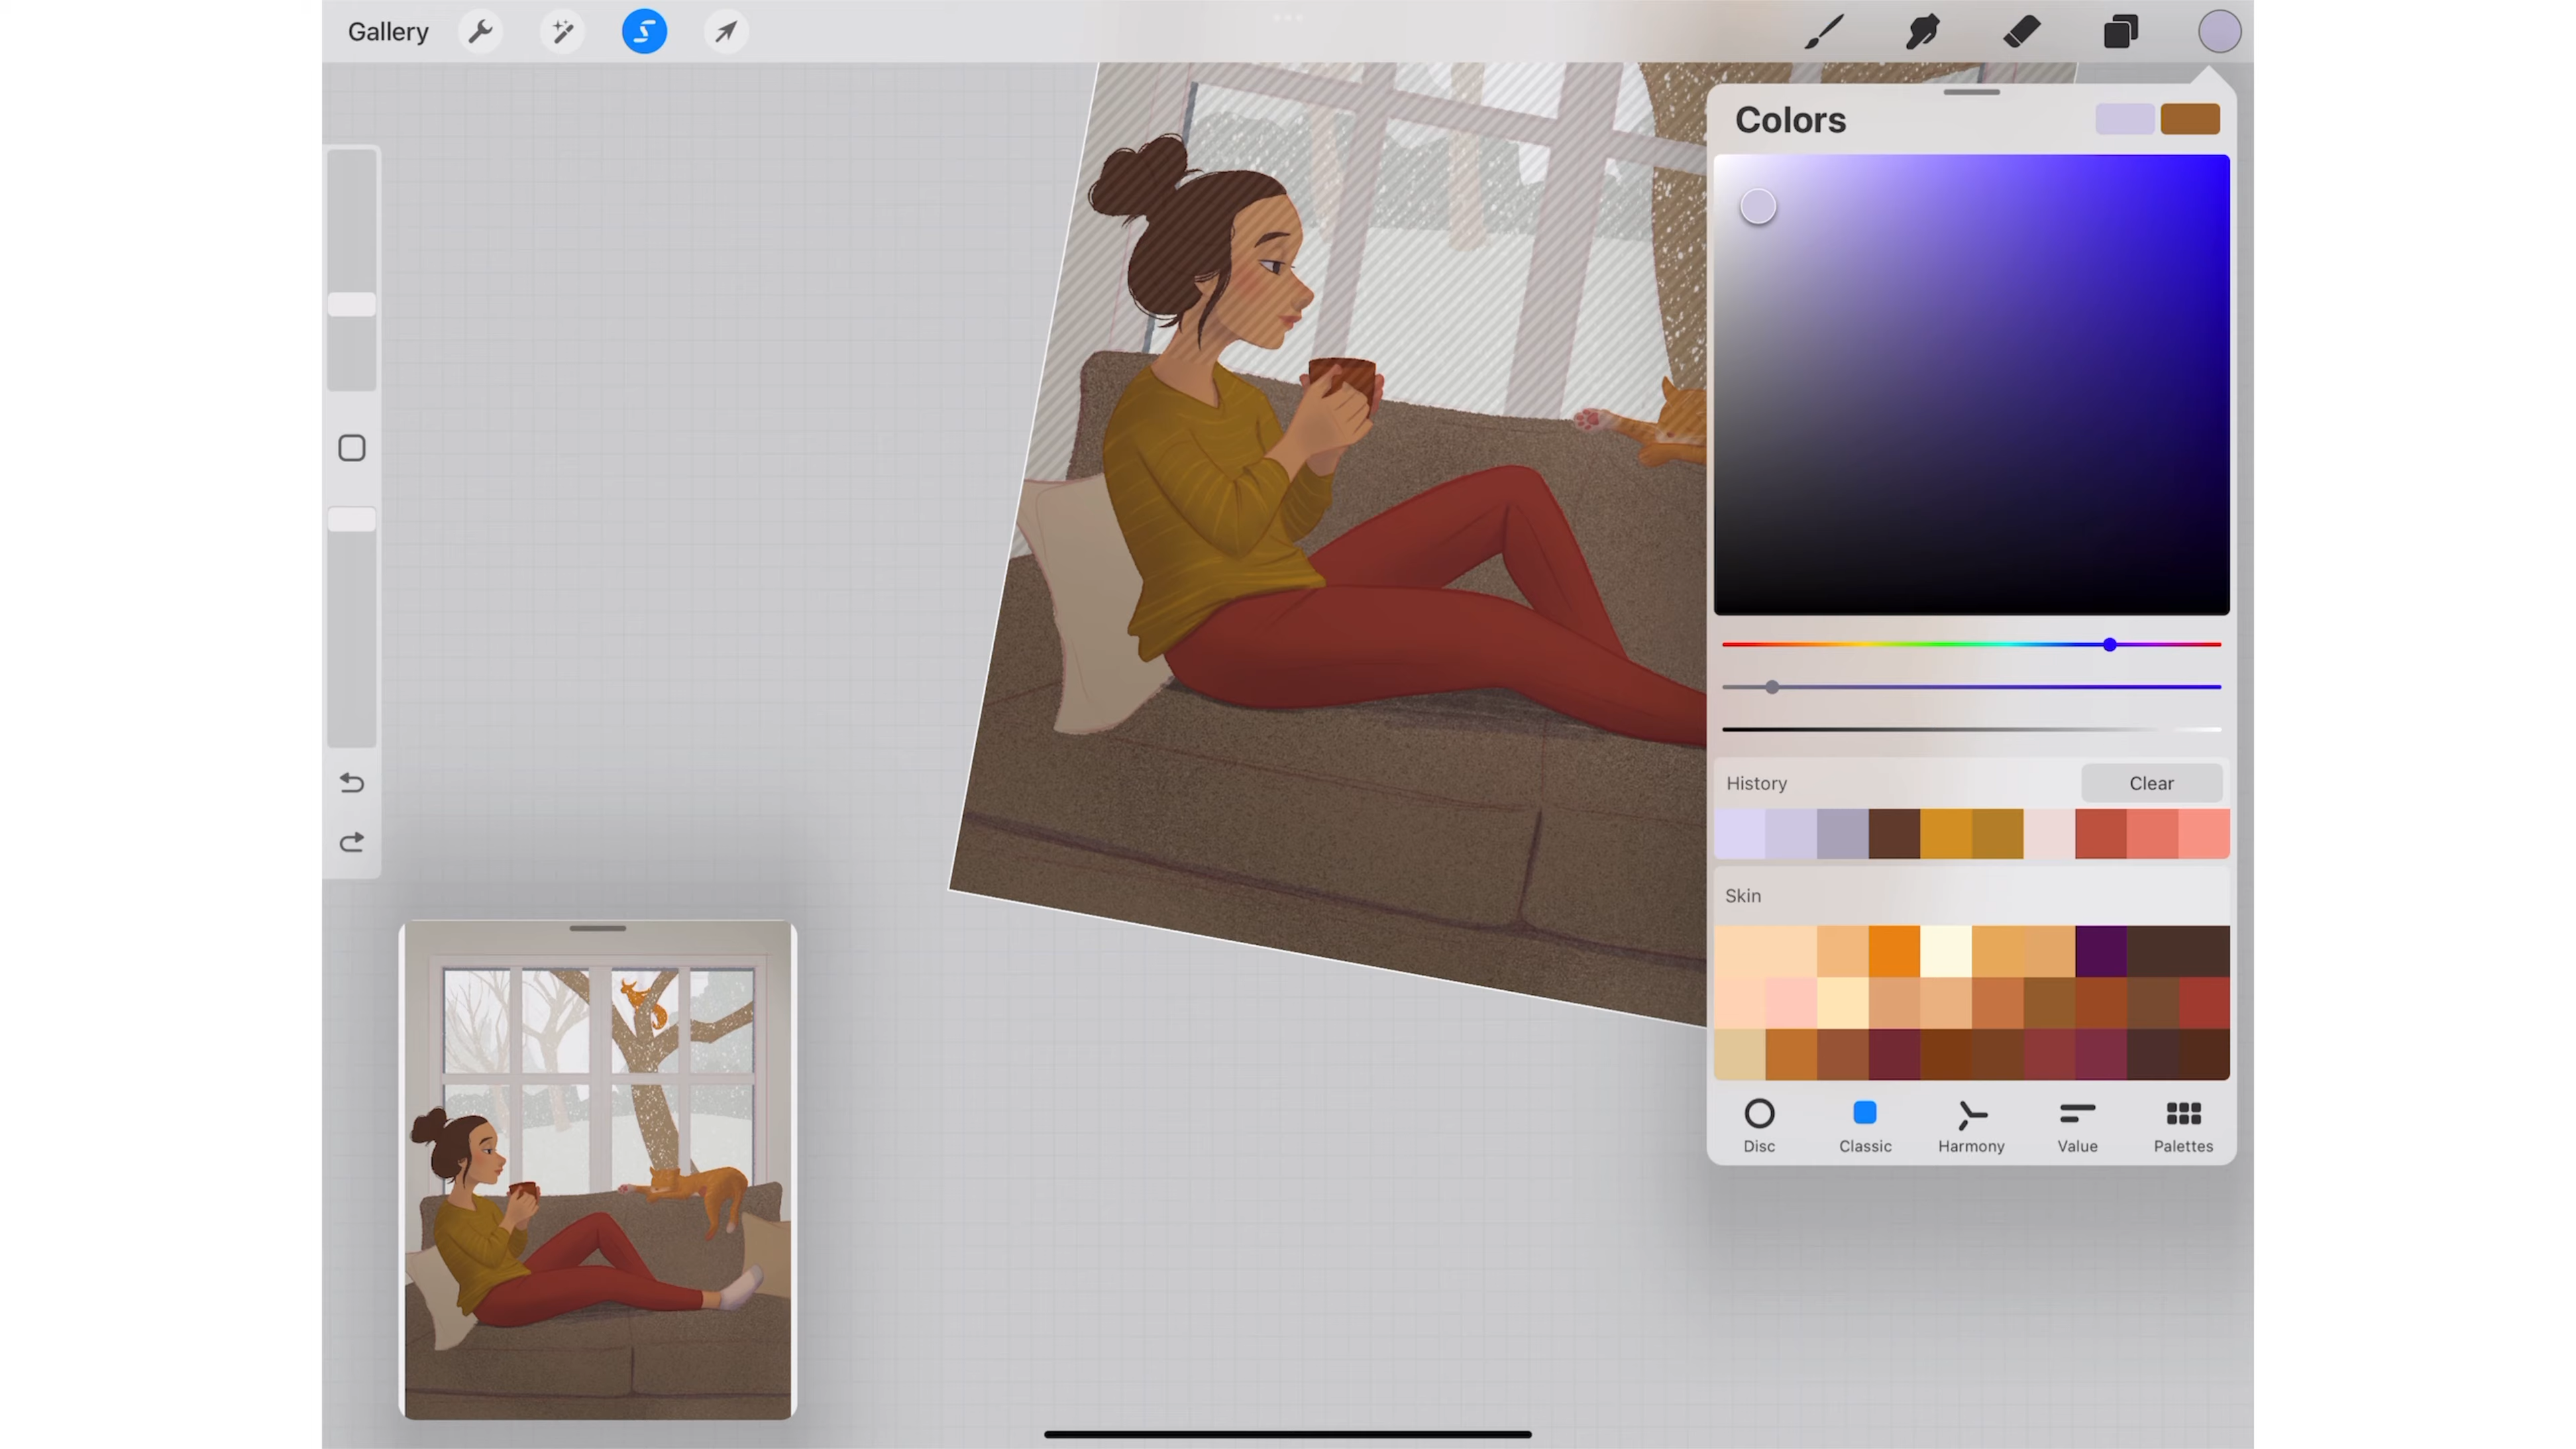 Gallery
Colors
History
Clear
Skin
Disc
Classic
Harmony
Value
Palettes